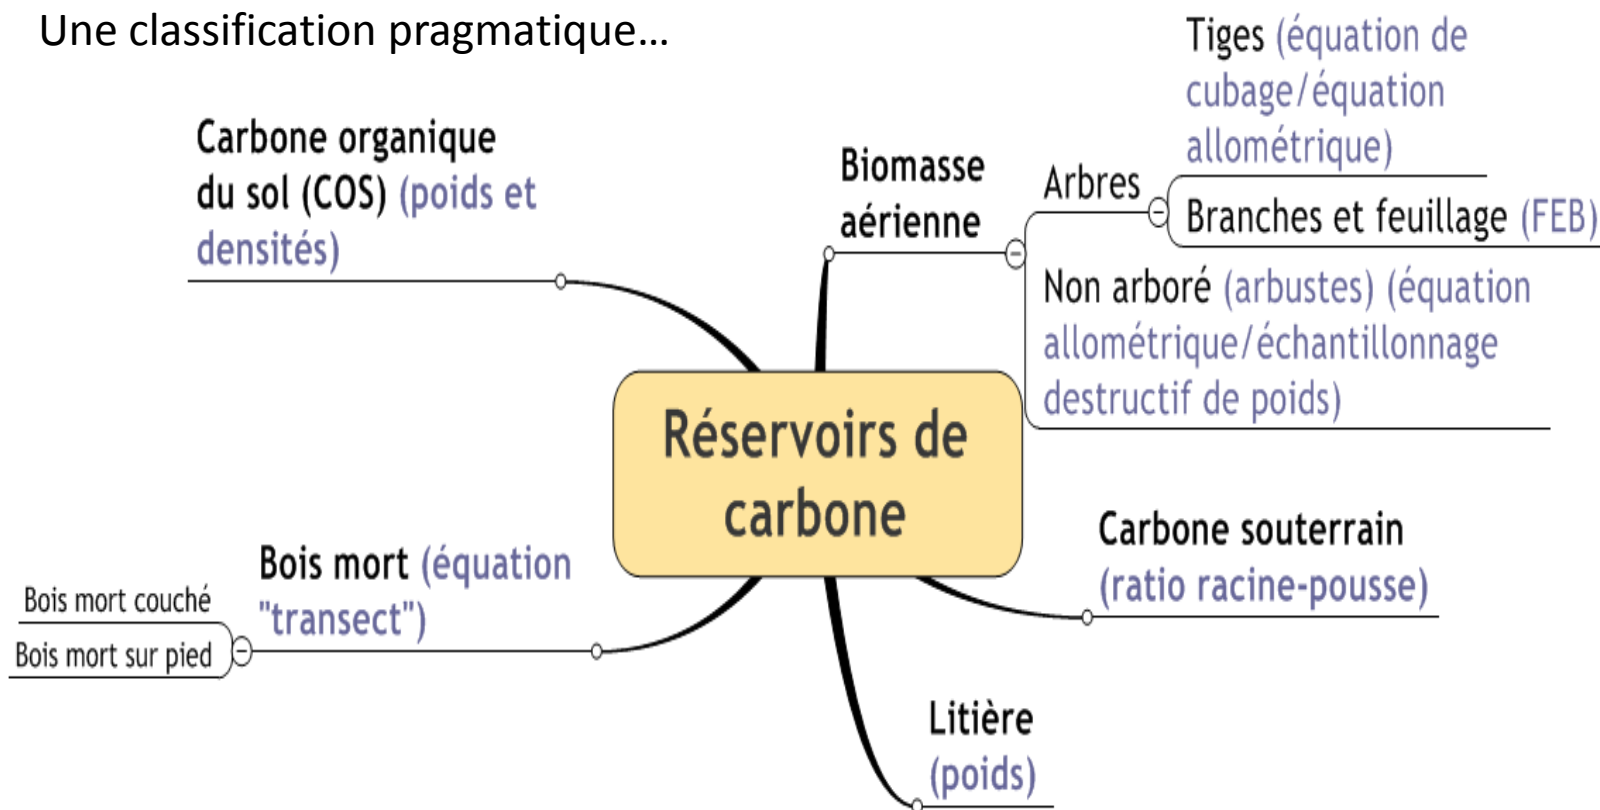 Une classification pragmatique...
Carbone organique
du sol (COS) (poids et
densités)
Biomasse
aérienne
Arbres
Tiges (équation de
cubage/équation
allométrique)
Branches et feuillage (FEB)
Non arboré (arbustes) (équation
allométrique/échantillonnage
destructif de poids)
Réservoirs de
carbone
Carbone souterrain
(ratio racine-pousse)
Bois mort (équation
"transect")
Bois mort couché
Bois mort sur pied
Litière
(poids)